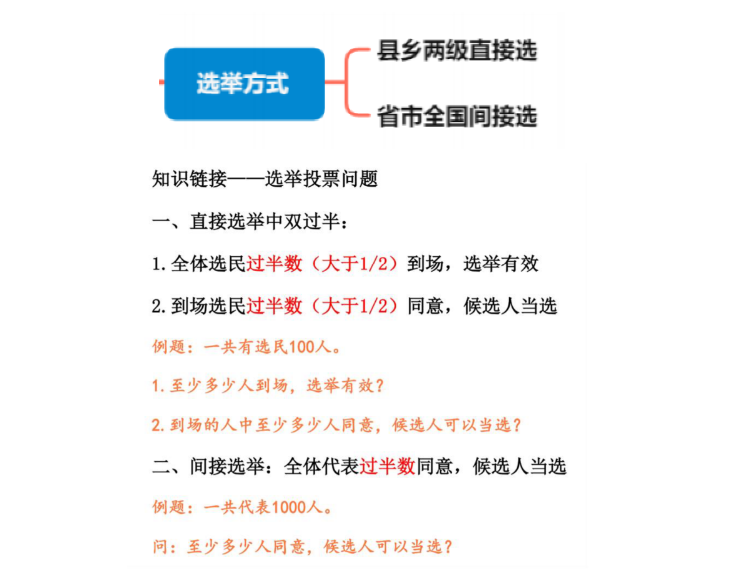 选举方式
县乡两级直接选
省市全国间接选
知识链接——选举投票问题
一、直接选举中双过半：
1.全体选民过半数（大于1/2）到场，选举有效
2.到场选民过半数（大于1/2）同意，候选人当选
例题：一共有选民100人。
1.至少多少人到场，选举有效？
2.到场的人中至少多少人同意，候选人可以当选？
二、间接选举：全体代表过半数同意，候选人当选
例题：一共代表1000人。
问：至少多少人同意，候选人可以当选？